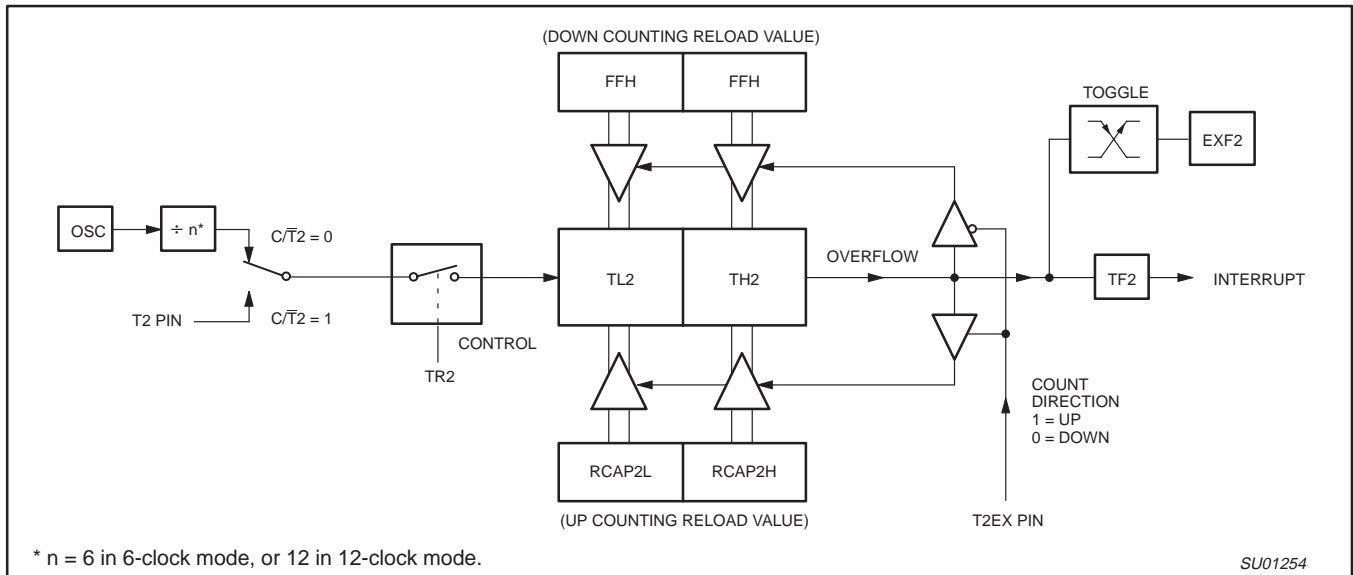 (DOWN COUNTING RELOAD VALUE)
FFH FFH
TOGGLE
EXF2
OSC
÷ n*
C/T̅2 = 0
T2 PIN
C/T̅2 = 1
CONTROL
TR2
TL2 TH2
OVERFLOW
TF2
INTERRUPT
COUNT
DIRECTION
1 = UP
0 = DOWN
RCAP2L RCAP2H
(UP COUNTING RELOAD VALUE)
T2EX PIN
* n = 6 in 6-clock mode, or 12 in 12-clock mode.
SU01254